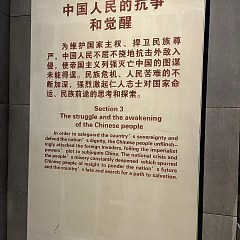 中国人民的抗争
和觉醒
为维护国家主权、捍卫民族尊
严，中国人民不屈不挠地抗击外敌入
侵，使帝国主义列强灭亡中国的图谋
未能得逞。民族危机、人民苦难的不
断加深，强烈激起仁人志士对国家命
运、民族前途的思考和探索。
Section 3
The struggle and the awakening
of the Chinese people
In order to safeguard the country's sovereignty and
defend the nation's dignity, the Chinese people unflinch-
ingly attacked the foreign invaders, foiling the imperialist
powers' plot to subjugate China. The national crisis and
the people's misery constantly deepened which spurred
Chinese people of insight to ponder the nation's future
and the country's fate and search for a path to salvation.